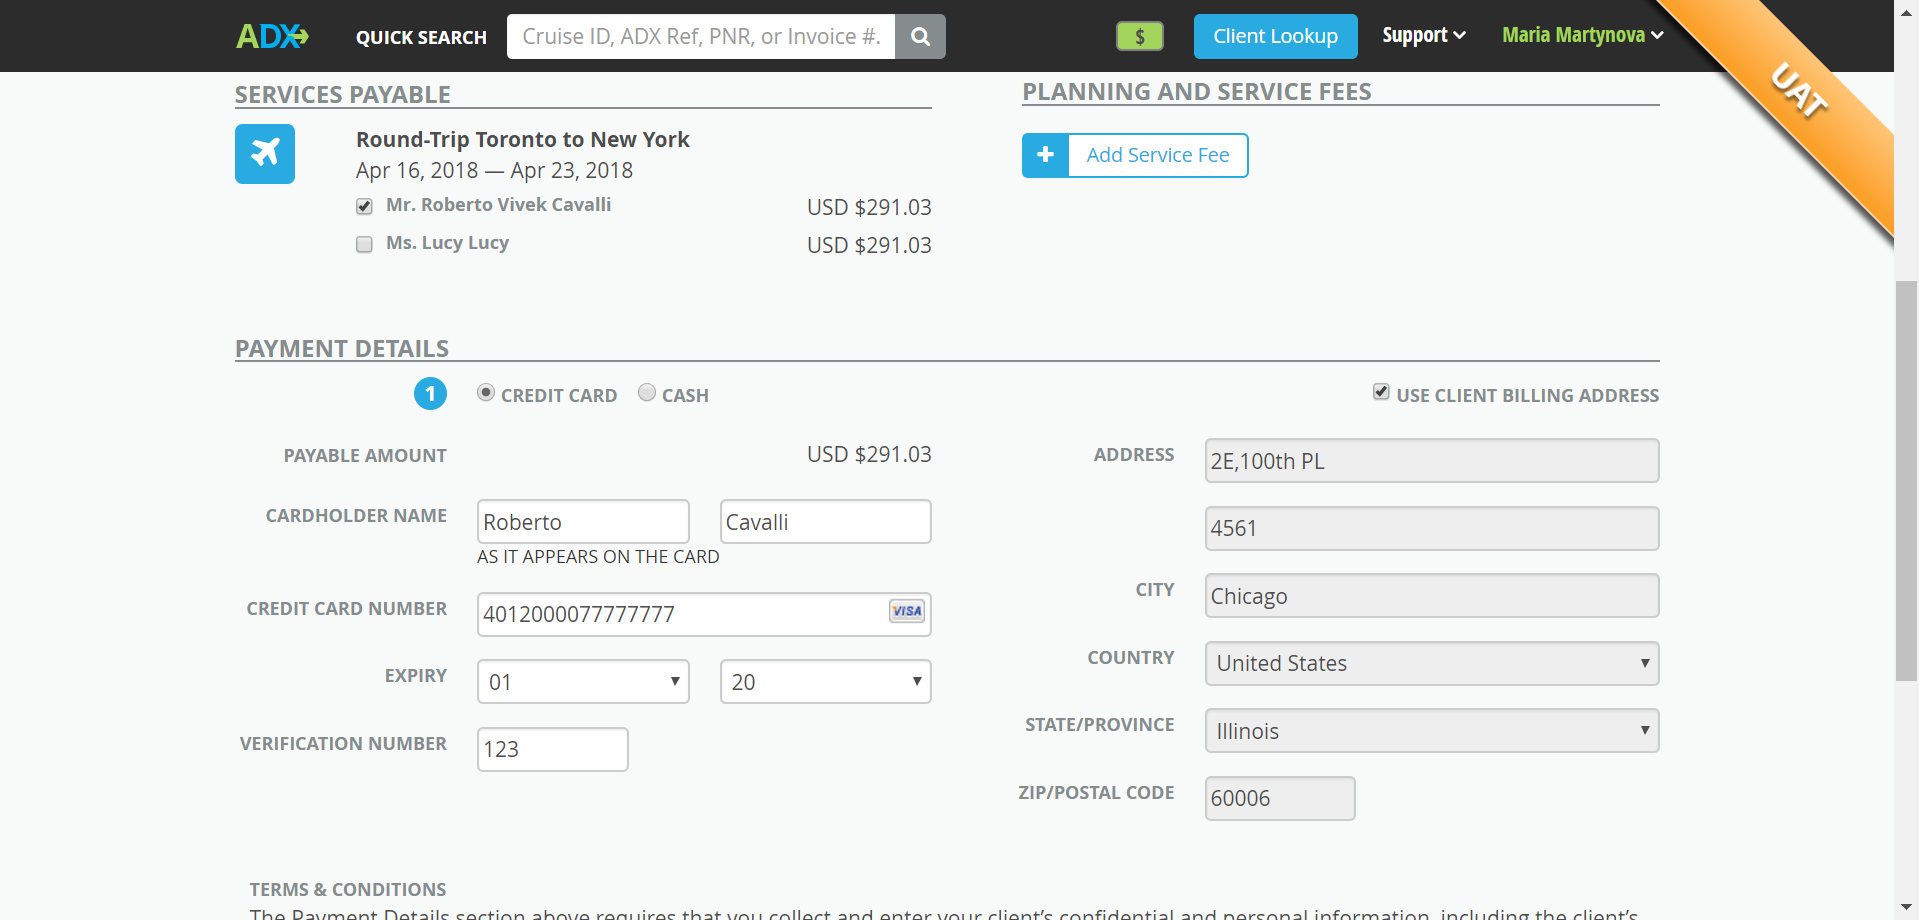 ADX QUICK SEARCH Cruise ID, ADX Ref, PNR, or Invoice #. $ Client Lookup Support Maria Martynova
UAT
SERVICES PAYABLE
Round-Trip Toronto to New York
Apr 16, 2018 — Apr 23, 2018
Mr. Roberto Vivek Cavalli USD $291.03
Ms. Lucy Lucy USD $291.03
PLANNING AND SERVICE FEES
+ Add Service Fee
PAYMENT DETAILS
1 CREDIT CARD CASH
PAYABLE AMOUNT USD $291.03
CARDHOLDER NAME Roberto Cavalli
AS IT APPEARS ON THE CARD
CREDIT CARD NUMBER 4012000077777777 VISA
EXPIRY 01 20
VERIFICATION NUMBER 123
USE CLIENT BILLING ADDRESS
ADDRESS 2E,100th PL
4561
CITY Chicago
COUNTRY United States
STATE/PROVINCE Illinois
ZIP/POSTAL CODE 60006
TERMS & CONDITIONS
The Payment Details section above requires that you collect and enter your client's confidential and personal information, including the client's